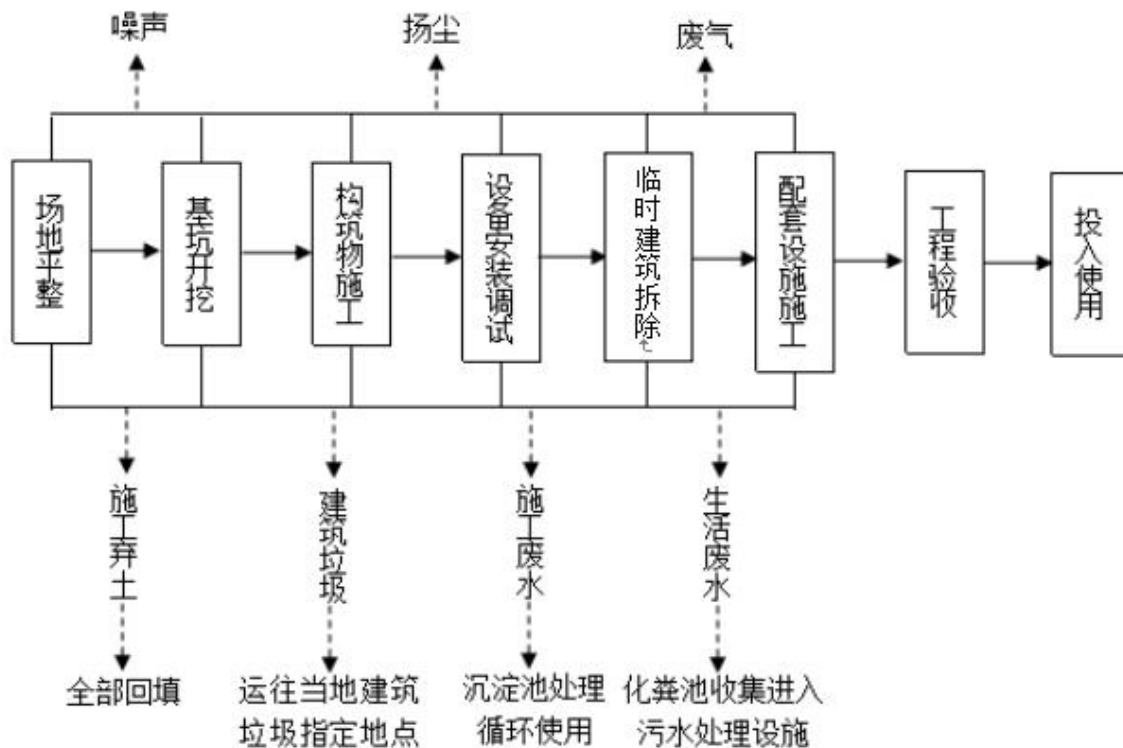 噪声
扬尘
废气
场地平整
基坑开挖
构筑物施工
设备安装调试
临时建筑拆除
配套设施施工
工程验收
投入使用
施工弃土
建筑垃圾
施工废水
生活废水
全部回填
运往当地建筑
垃圾指定地点
沉淀池处理
循环使用
化粪池收集进入
污水处理设施